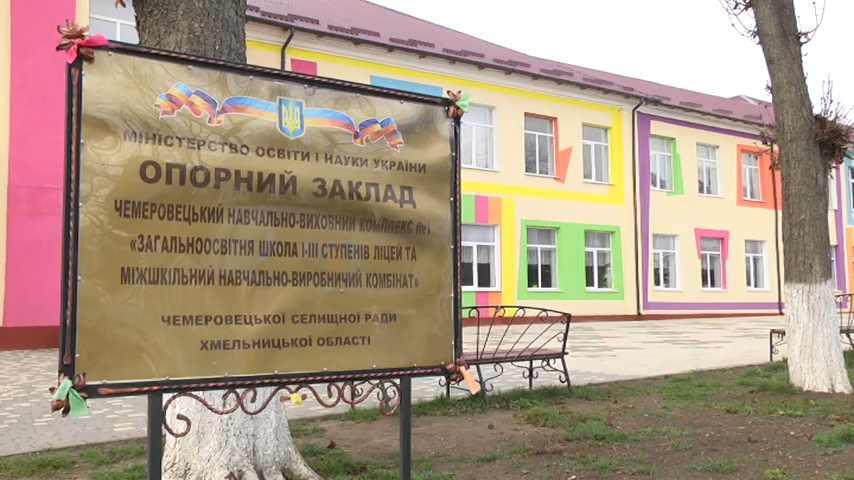 МІНІСТЕРСТВО ОСВІТИ І НАУКИ УКРАЇНИ
ОПОРНИЙ ЗАКЛАД
ЧЕМЕРОВЕЦЬКИЙ НАВЧАЛЬНО-ВИХОВНИЙ КОМПЛЕКС №1
«ЗАГАЛЬНООСВІТНЯ ШКОЛА І-ІІІ СТУПЕНІВ ЛІЦЕЙ ТА
МІЖШКІЛЬНИЙ НАВЧАЛЬНО-ВИРОБНИЧИЙ КОМБІНАТ»
ЧЕМЕРОВЕЦЬКОЇ СЕЛИЩНОЇ РАДИ
ХМЕЛЬНИЦЬКОЇ ОБЛАСТІ